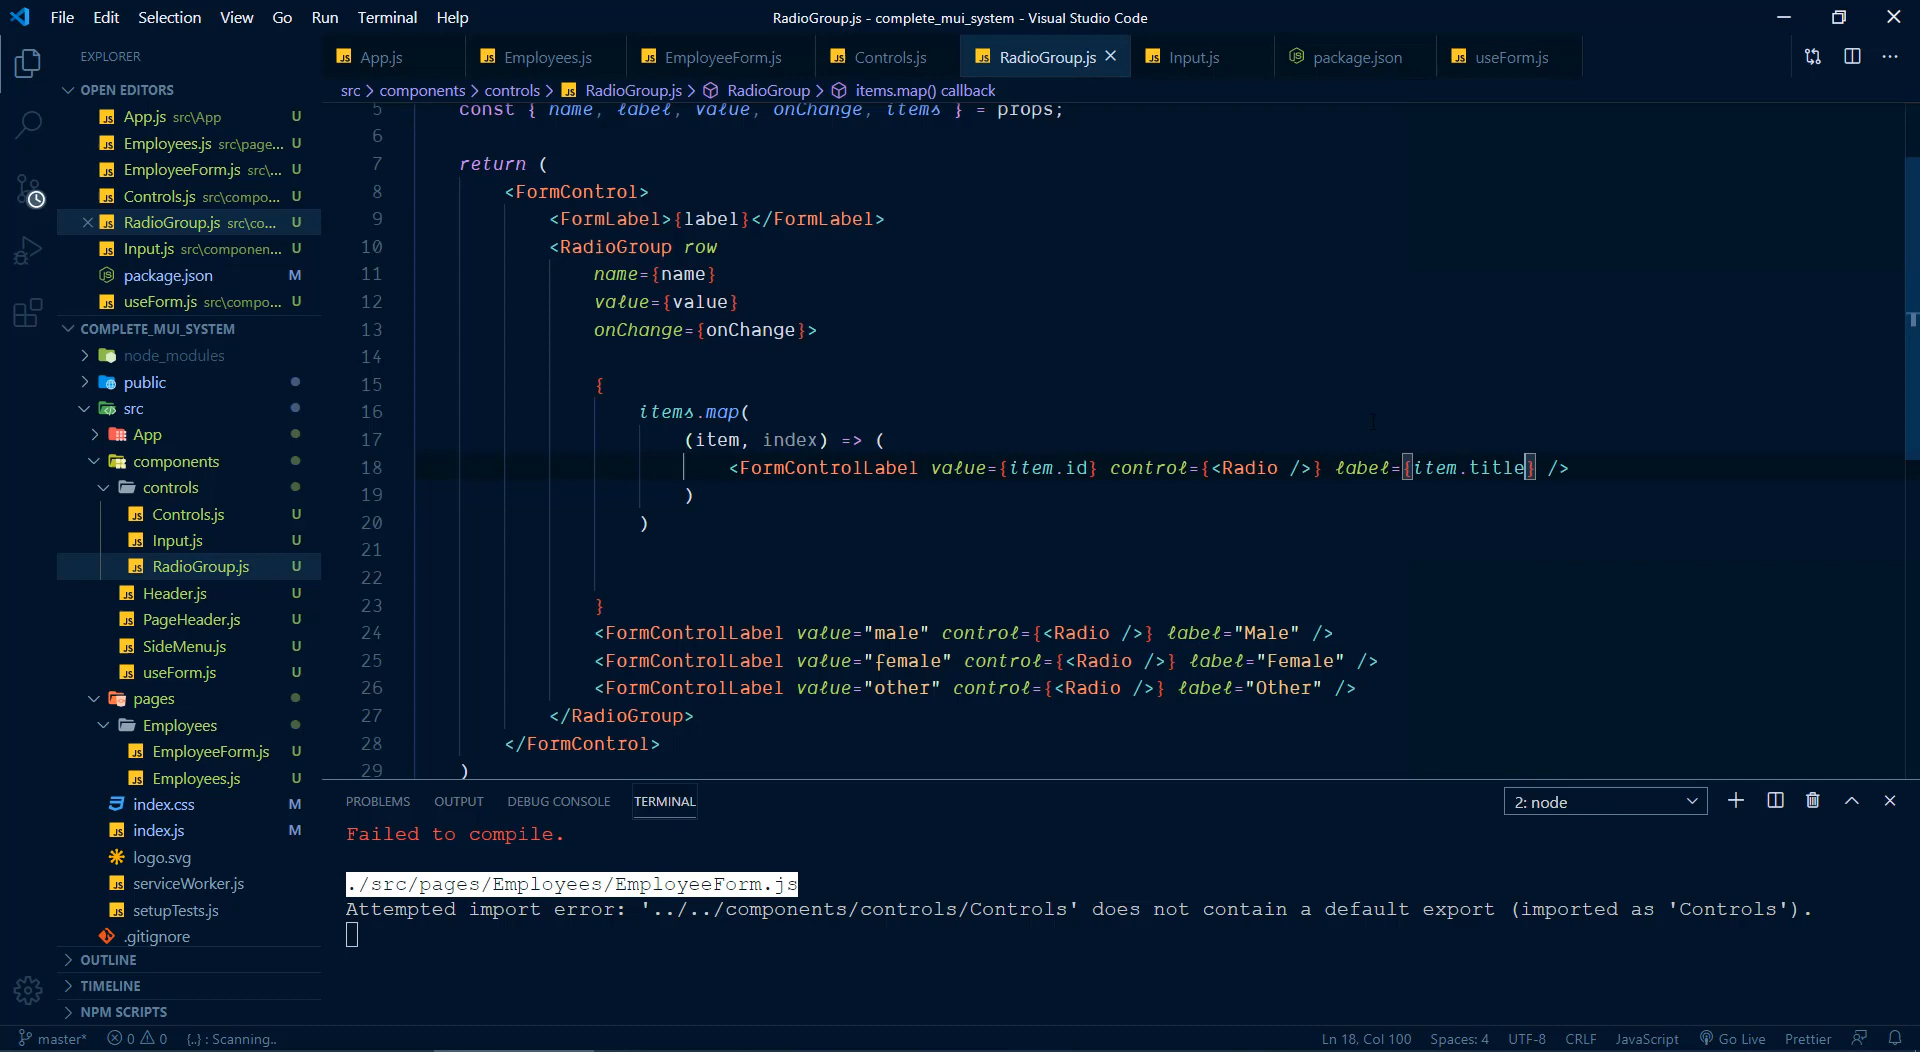 File Edit Selection View Go Run Terminal Help
RadioGroup.js - complete_mui_system - Visual Studio Code
EXPLORER
OPEN EDITORS
App.js src\App U
Employees.js src\page... U
EmployeeForm.js src\... U
Controls.js src\compo... U
RadioGroup.js src\co... U
Input.js src\componen... U
package.json M
useForm.js src\compo... U
COMPLETE_MUI_SYSTEM
node_modules
public
src
App
components
controls
Controls.js U
Input.js U
RadioGroup.js U
Header.js U
PageHeader.js U
SideMenu.js U
useForm.js U
pages
Employees
EmployeeForm.js U
Employees.js U
index.css M
index.js M
logo.svg
serviceWorker.js
setupTests.js
.gitignore
OUTLINE
TIMELINE
NPM SCRIPTS
App.js Employees.js EmployeeForm.js Controls.js RadioGroup.js Input.js package.json useForm.js
src > components > controls > RadioGroup.js > RadioGroup > items.map() callback
5 const { name, label, value, onChange, items } = props;
6
7 return (
8 <FormControl>
9 <FormLabel>{label}</FormLabel>
10 <RadioGroup row
11 name={name}
12 value={value}
13 onChange={onChange}>
14
15 {
16 items.map(
17 (item, index) => (
18 <FormControlLabel value={item.id} control={<Radio />} label={item.title} />
19 )
20 )
21
22
23 }
24 <FormControlLabel value="male" control={<Radio />} label="Male" />
25 <FormControlLabel value="female" control={<Radio />} label="Female" />
26 <FormControlLabel value="other" control={<Radio />} label="Other" />
27 </RadioGroup>
28 </FormControl>
29 )
PROBLEMS OUTPUT DEBUG CONSOLE TERMINAL 2: node
Failed to compile.
./src/pages/Employees/EmployeeForm.js
Attempted import error: '../../components/controls/Controls' does not contain a default export (imported as 'Controls').
master* 0 0 {..} : Scanning.. Ln 18, Col 100 Spaces: 4 UTF-8 CRLF JavaScript Go Live Prettier